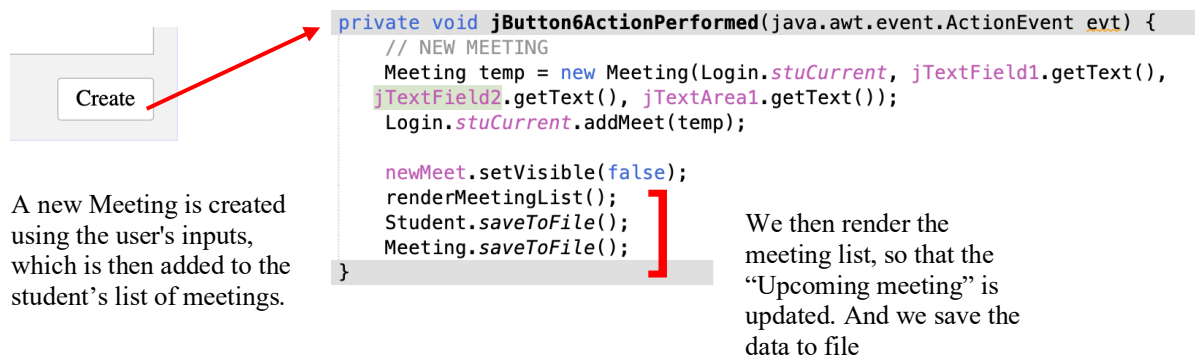 Create
private void jButton6ActionPerformed(java.awt.event.ActionEvent evt) {
// NEW MEETING
Meeting temp = new Meeting(Login.stuCurrent, jTextField1.getText(),
jTextField2.getText(), jTextArea1.getText());
Login.stuCurrent.addMeet(temp);
newMeet.setVisible(false);
renderMeetingList();
Student.saveToFile();
Meeting.saveToFile();
}
A new Meeting is created
using the user's inputs,
which is then added to the
student’s list of meetings.
We then render the
meeting list, so that the
“Upcoming meeting” is
updated. And we save the
data to file